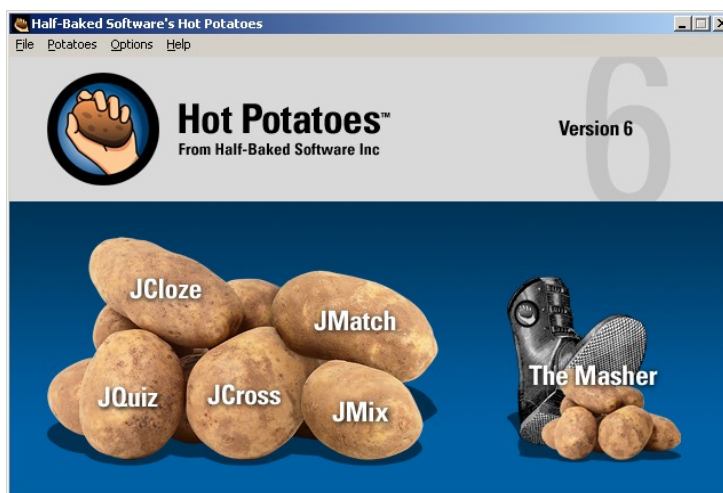 Half-Baked Software's Hot Potatoes
File Potatoes Options Help
Hot Potatoes™
From Half-Baked Software Inc
Version 6
6
JCloze
JMatch
JQuiz
JCross
JMix
The Masher